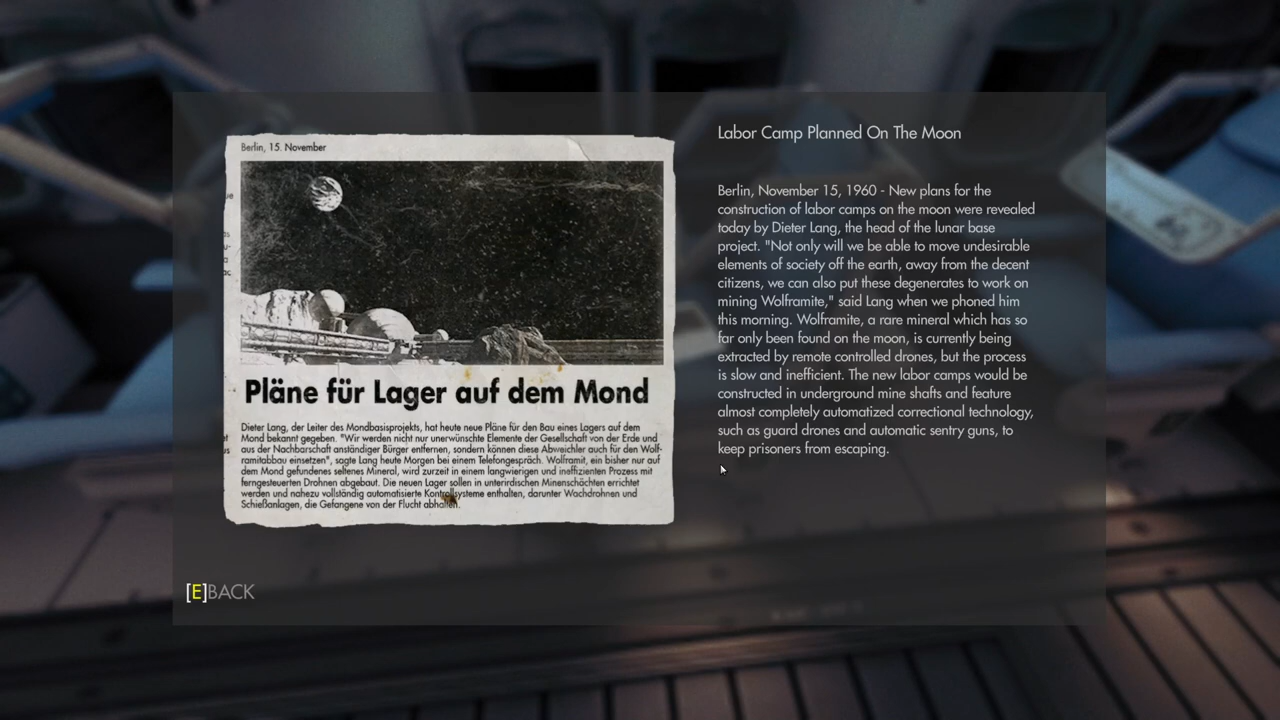 Berlin, 15. November
Pläne für Lager auf dem Mond
Dieter Lang, der Leiter des Mondbasisprojekts, hat heute neue Pläne für den Bau eines Lagers auf dem
Mond bekannt gegeben. "Wir werden nicht nur unerwünschte Elemente der Gesellschaft von der Erde und
aus der Nachbarschaft anständiger Bürger entfernen, sondern können diese Abweichler auch für den Wolf-
ramitabbau einsetzen", sagte Lang heute Morgen bei einem Telefongespräch. Wolframit, ein bisher nur auf
dem Mond gefundenes seltenes Mineral, wird zurzeit in einem langwierigen und ineffizienten Prozess mit
ferngesteuerten Drohnen abgebaut. Die neuen Lager sollen in unterirdischen Minenschächten errichtet
werden und nahezu vollständig automatisierte Kontrollsysteme enthalten, darunter Wachdrohnen und
Schießanlagen, die Gefangene von der Flucht abhalten.
Labor Camp Planned On The Moon
Berlin, November 15, 1960 - New plans for the
construction of labor camps on the moon were revealed
today by Dieter Lang, the head of the lunar base
project. "Not only will we be able to move undesirable
elements of society off the earth, away from the decent
citizens, we can also put these degenerates to work on
mining Wolframite," said Lang when we phoned him
this morning. Wolframite, a rare mineral which has so
far only been found on the moon, is currently being
extracted by remote controlled drones, but the process
is slow and inefficient. The new labor camps would be
constructed in underground mine shafts and feature
almost completely automatized correctional technology,
such as guard drones and automatic sentry guns, to
keep prisoners from escaping.
[E]BACK